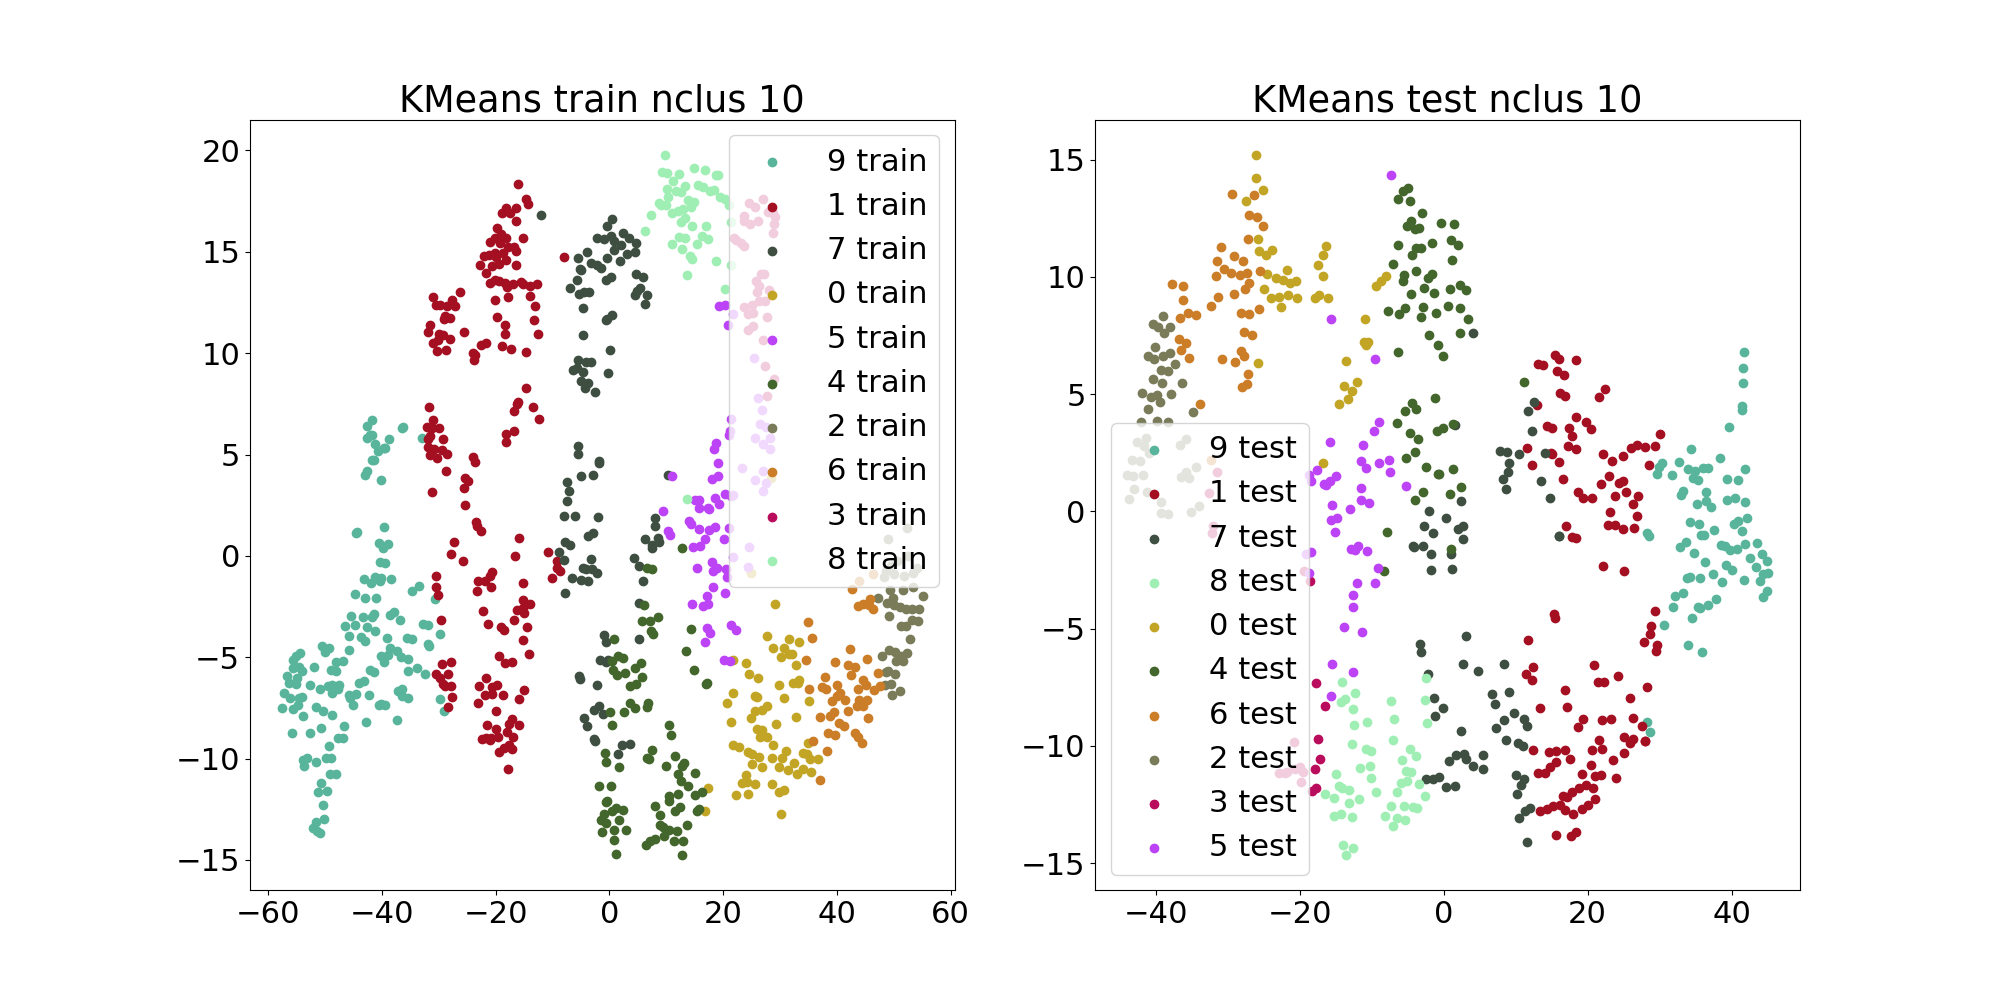 KMeans train nclus 10
20
15
10
5
0
−5
−10
−15
−60
−40
−20
0
20
40
60
9 train
1 train
7 train
0 train
5 train
4 train
2 train
6 train
3 train
8 train
KMeans test nclus 10
15
10
5
0
−5
−10
−15
−40
−20
0
20
40
9 test
1 test
7 test
8 test
0 test
4 test
6 test
2 test
3 test
5 test